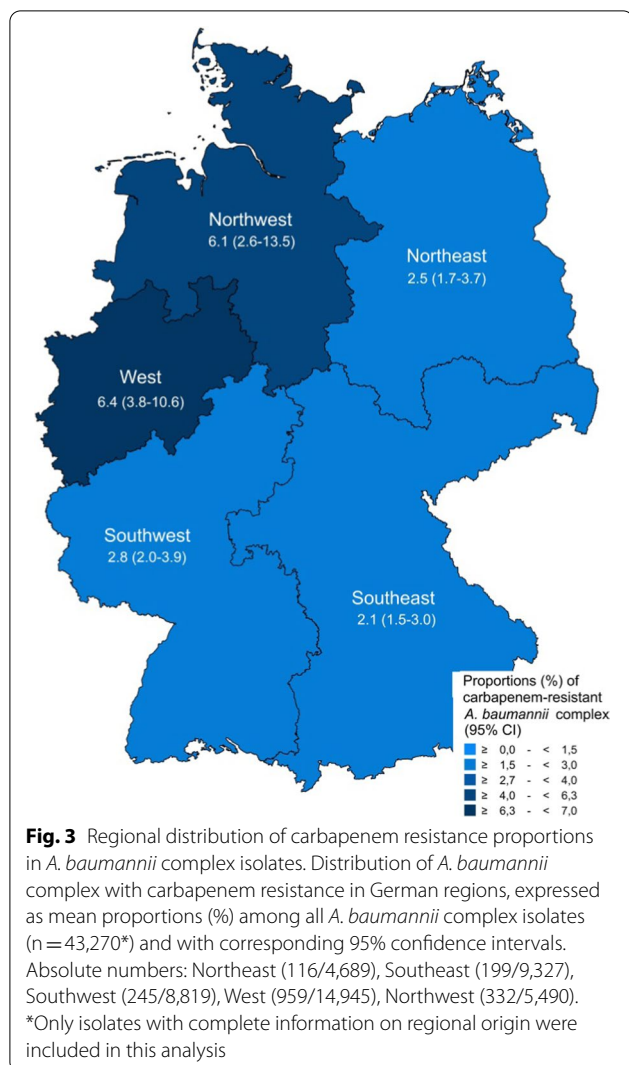 Northwest
6.1 (2.6-13.5)
Northeast
2.5 (1.7-3.7)
West
6.4 (3.8-10.6)
Southwest
2.8 (2.0-3.9)
Southeast
2.1 (1.5-3.0)
Proportions (%) of
carbapenem-resistant
A. baumannii complex
(95% CI)
≥ 0,0 - < 1,5
≥ 1,5 - < 3,0
≥ 2,7 - < 4,0
≥ 4,0 - < 6,3
≥ 6,3 - < 7,0
Fig. 3 Regional distribution of carbapenem resistance proportions
in A. baumannii complex isolates. Distribution of A. baumannii
complex with carbapenem resistance in German regions, expressed
as mean proportions (%) among all A. baumannii complex isolates
(n = 43,270*) and with corresponding 95% confidence intervals.
Absolute numbers: Northeast (116/4,689), Southeast (199/9,327),
Southwest (245/8,819), West (959/14,945), Northwest (332/5,490).
*Only isolates with complete information on regional origin were
included in this analysis